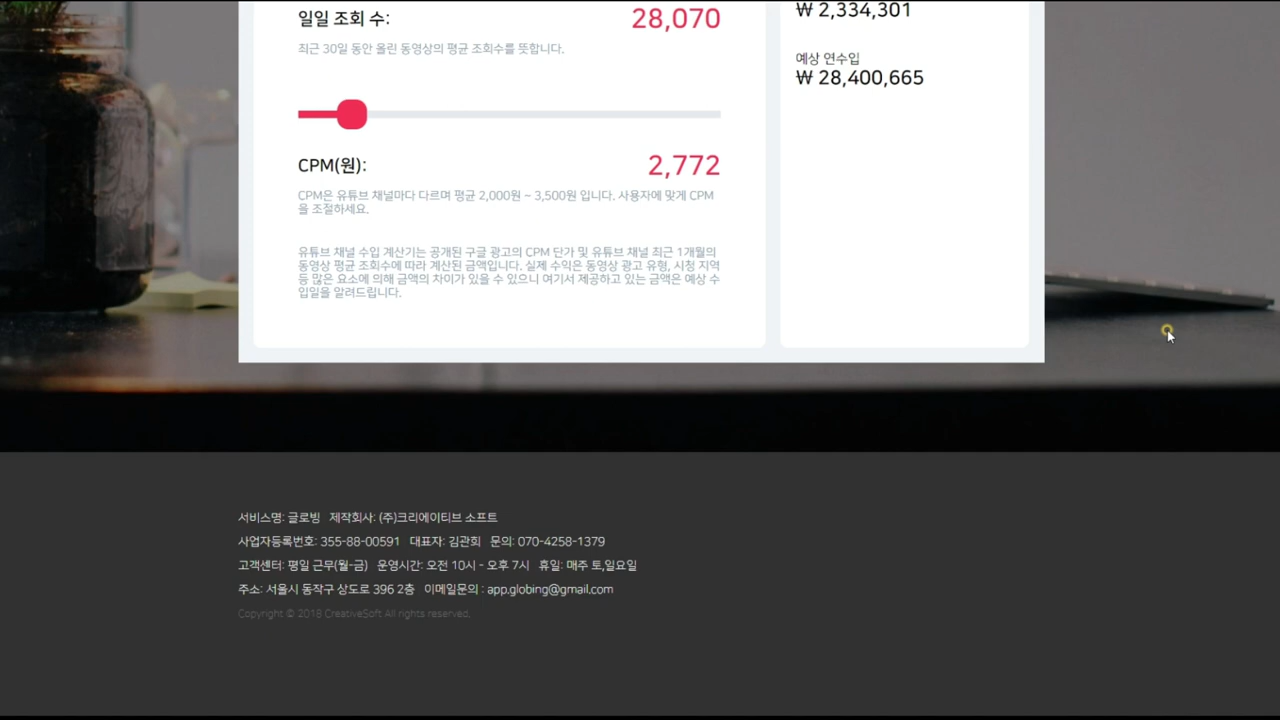 일일 조회 수:
28,070
최근 30일 동안 올린 동영상의 평균 조회수를 뜻합니다.
CPM(원):
2,772
CPM은 유튜브 채널마다 다르며 평균 2,000원 ~ 3,500원 입니다. 사용자에 맞게 CPM
을 조절하세요.
유튜브 채널 수입 계산기는 공개된 구글 광고의 CPM 단가 및 유튜브 채널 최근 1개월의
동영상 평균 조회수에 따라 계산된 금액입니다. 실제 수익은 동영상 광고 유형, 시청 지역
등 많은 요소에 의해 금액의 차이가 있을 수 있으니 여기서 제공하고 있는 금액은 예상 수
입일을 알려드립니다.
₩ 2,334,301
예상 연수입
₩ 28,400,665
서비스명: 글로빙 제작회사: (주)크리에이티브 소프트
사업자등록번호: 355-88-00591 대표자: 김관희 문의: 070-4258-1379
고객센터: 평일 근무(월-금) 운영시간: 오전 10시 - 오후 7시 휴일: 매주 토,일요일
주소: 서울시 동작구 상도로 396 2층 이메일문의 : app.globing@gmail.com
Copyright © 2018 CreativeSoft All rights reserved.